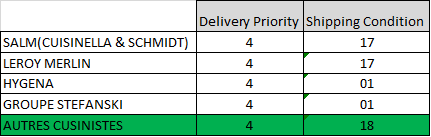 Delivery Priority Shipping Condition
SALM(CUISINELLA & SCHMIDT) 4 17
LEROY MERLIN 4 17
HYGENA 4 01
GROUPE STEFANSKI 4 01
AUTRES CUSINISTES 4 18